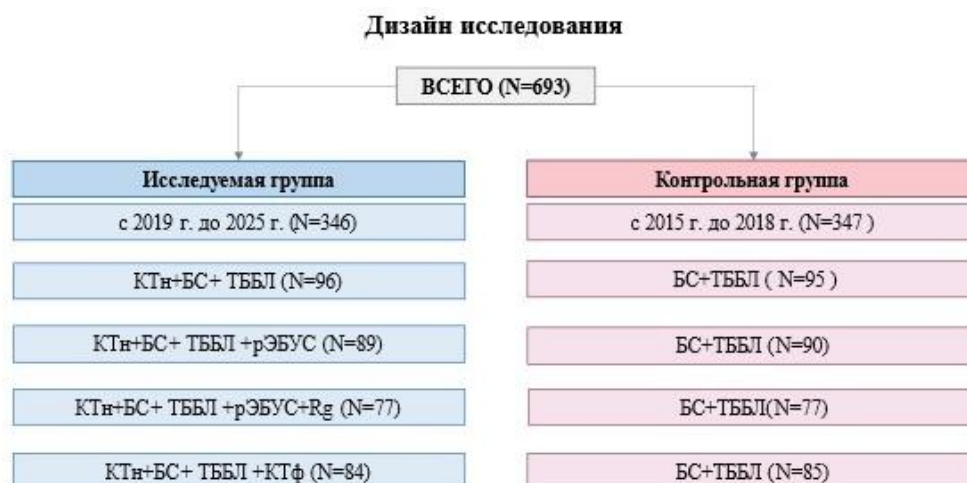 Дизайн исследования
ВСЕГО (N=693)
Исследуемая группа
с 2019 г. до 2025 г. (N=346)
КТн+БС+ ТББЛ (N=96)
КТн+БС+ ТББЛ +рЭБУС (N=89)
КТн+БС+ ТББЛ +рЭБУС+Rg (N=77)
КТн+БС+ ТББЛ +КТф (N=84)
Контрольная группа
с 2015 г. до 2018 г. (N=347 )
БС+ТББЛ ( N=95 )
БС+ТББЛ (N=90)
БС+ТББЛ(N=77)
БС+ТББЛ (N=85)